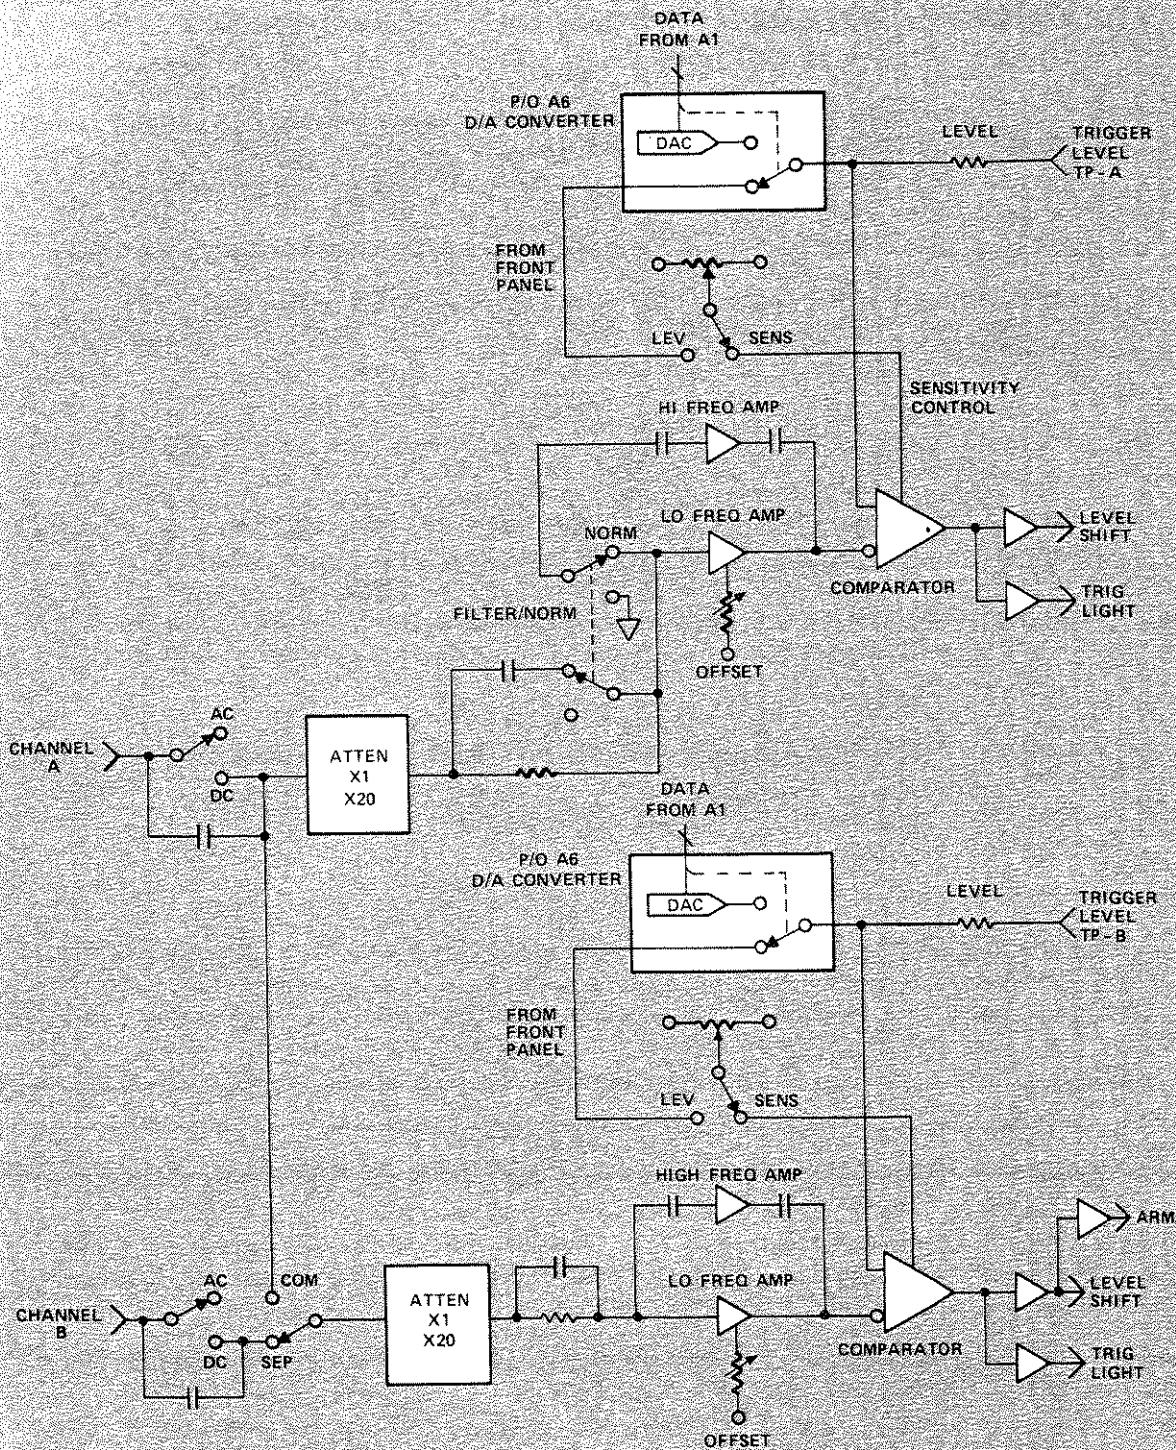 DATA
FROM A1
P/O A6
D/A CONVERTER
DAC
LEVEL
TRIGGER
LEVEL
TP-A
FROM
FRONT
PANEL
LEV
SENS
SENSITIVITY
CONTROL
HI FREQ AMP
NORM
LO FREQ AMP
LEVEL
SHIFT
COMPARATOR
TRIG
LIGHT
FILTER/NORM
OFFSET
CHANNEL
A
AC
DC
ATTEN
X1
X20
DATA
FROM A1
P/O A6
D/A CONVERTER
DAC
LEVEL
TRIGGER
LEVEL
TP-B
FROM
FRONT
PANEL
LEV
SENS
HIGH FREQ AMP
ARM
LO FREQ AMP
CHANNEL
B
AC
COM
DC
SEP
ATTEN
X1
X20
LEVEL
SHIFT
COMPARATOR
TRIG
LIGHT
OFFSET